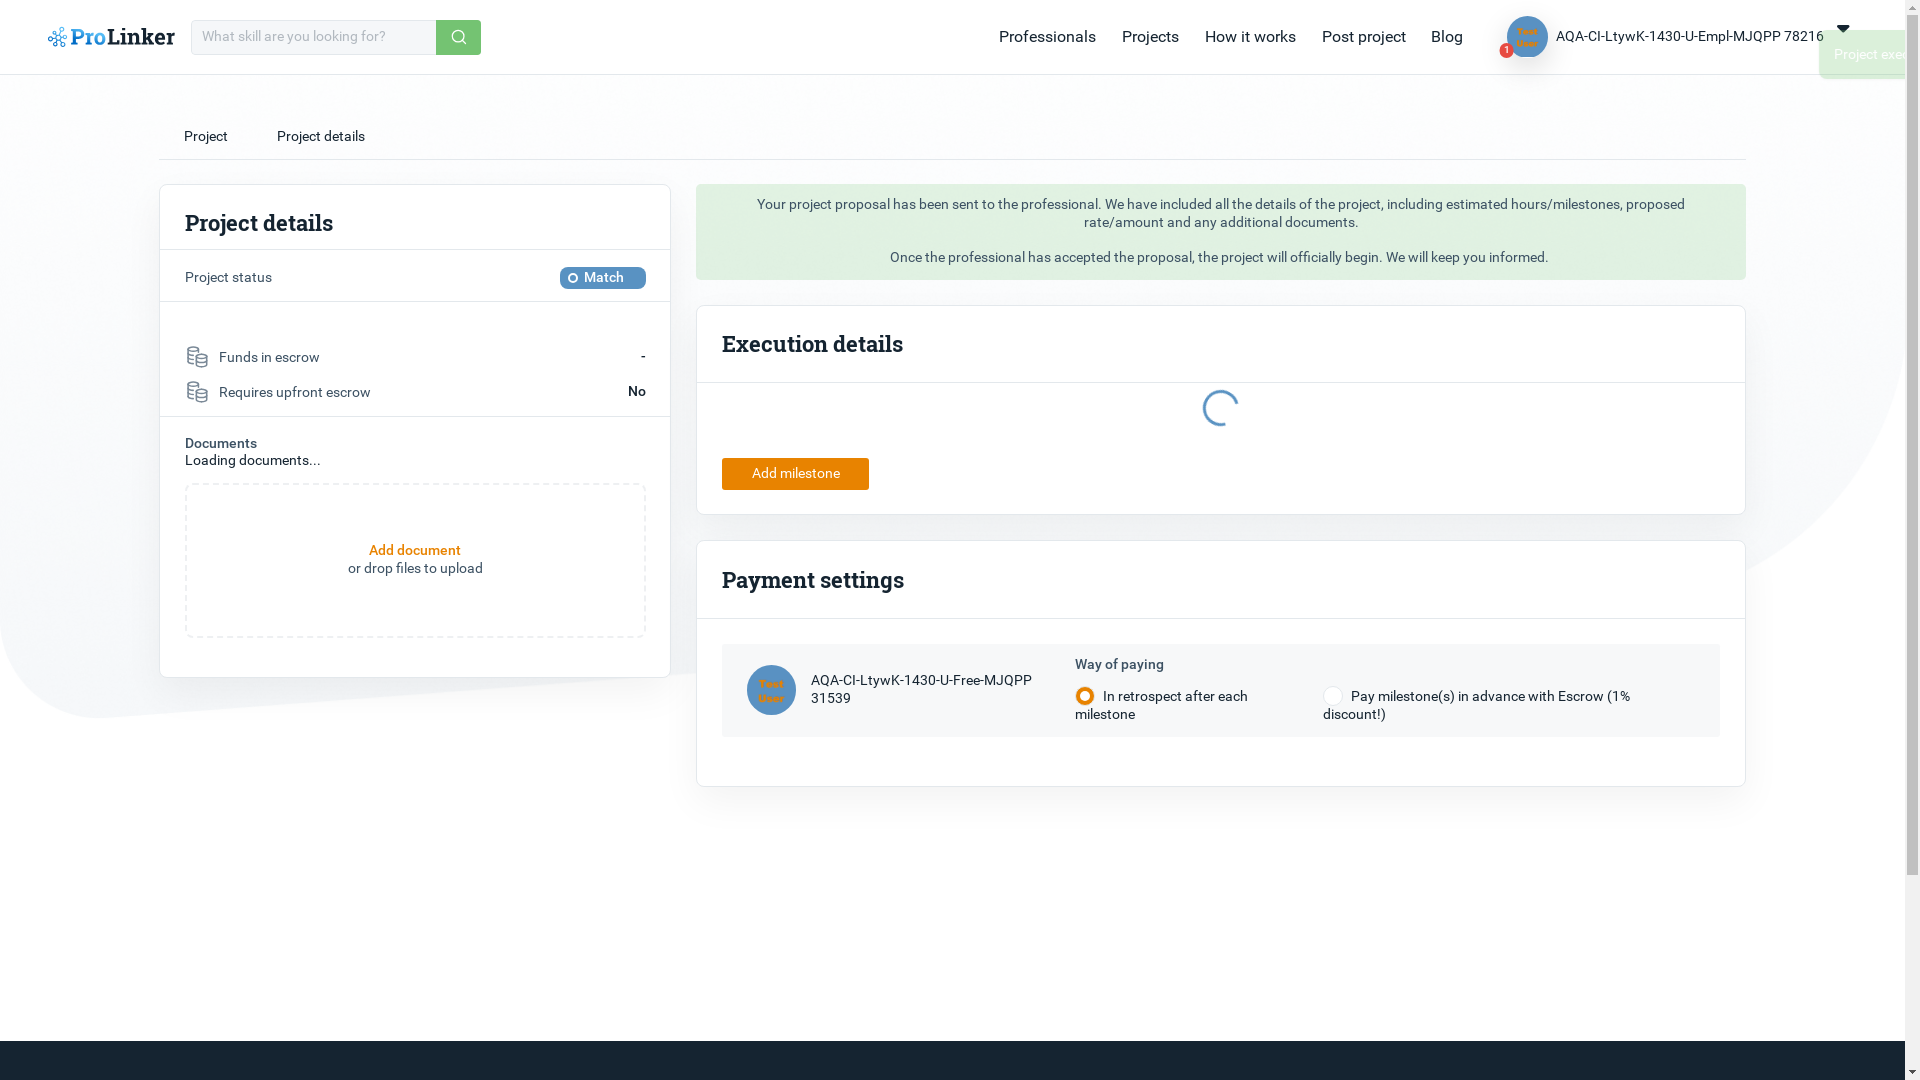 ProLinker
What skill are you looking for?
Professionals
Projects
How it works
Post project
Blog
Test
User
1
AQA-CI-LtywK-1430-U-Empl-MJQPP 78216
Project
Project details
Project details
Project status
Match
Funds in escrow
-
Requires upfront escrow
No
Documents
Loading documents...
Add document
or drop files to upload
Your project proposal has been sent to the professional. We have included all the details of the project, including estimated hours/milestones, proposed
rate/amount and any additional documents.
Once the professional has accepted the proposal, the project will officially begin. We will keep you informed.
Execution details
Add milestone
Payment settings
Test
User
AQA-CI-LtywK-1430-U-Free-MJQPP
31539
Way of paying
In retrospect after each
milestone
Pay milestone(s) in advance with Escrow (1%
discount!)